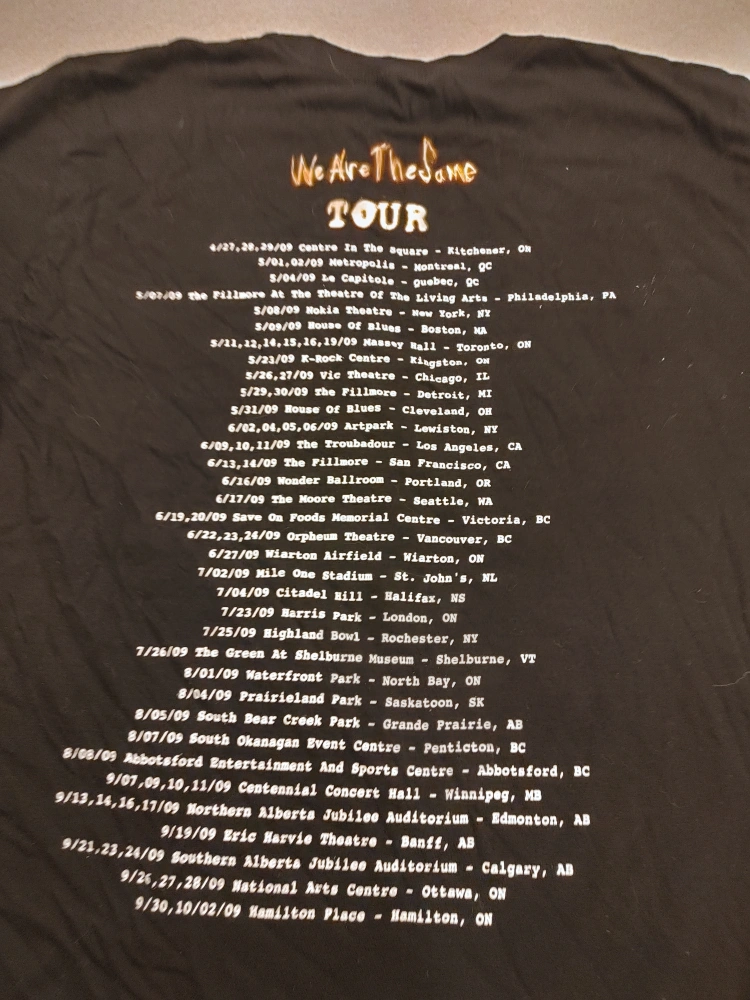 We Are The Same
TOUR
4/27,28,29/09 Centre In The Square - Kitchener, ON
5/01,02/09 Metropolis - Montreal, QC
5/04/09 Le Capitole - Quebec, QC
5/07/09 The Fillmore At The Theatre Of The Living Arts - Philadelphia, PA
5/08/09 Nokia Theatre - New York, NY
5/09/09 House Of Blues - Boston, MA
5/11,12,14,15,16,19/09 Massey Hall - Toronto, ON
5/23/09 K-Rock Centre - Kingston, ON
5/26,27/09 Vic Theatre - Chicago, IL
5/29,30/09 The Fillmore - Detroit, MI
5/31/09 House Of Blues - Cleveland, OH
6/02,04,05,06/09 Artpark - Lewiston, NY
6/09,10,11/09 The Troubadour - Los Angeles, CA
6/13,14/09 The Fillmore - San Francisco, CA
6/16/09 Wonder Ballroom - Portland, OR
6/17/09 The Moore Theatre - Seattle, WA
6/19,20/09 Save On Foods Memorial Centre - Victoria, BC
6/22,23,24/09 Orpheum Theatre - Vancouver, BC
6/27/09 Wiarton Airfield - Wiarton, ON
7/02/09 Mile One Stadium - St. John's, NL
7/04/09 Citadel Hill - Halifax, NS
7/23/09 Harris Park - London, ON
7/25/09 Highland Bowl - Rochester, NY
7/26/09 The Green At Shelburne Museum - Shelburne, VT
8/01/09 Waterfront Park - North Bay, ON
8/04/09 Prairieland Park - Saskatoon, SK
8/05/09 South Bear Creek Park - Grande Prairie, AB
8/07/09 South Okanagan Event Centre - Penticton, BC
8/08/09 Abbotsford Entertainment And Sports Centre - Abbotsford, BC
9/07,09,10,11/09 Centennial Concert Hall - Winnipeg, MB
9/13,14,16,17/09 Northern Alberta Jubilee Auditorium - Edmonton, AB
9/19/09 Eric Harvie Theatre - Banff, AB
9/21,23,24/09 Southern Alberta Jubilee Auditorium - Calgary, AB
9/26,27,28/09 National Arts Centre - Ottawa, ON
9/30,10/02/09 Hamilton Place - Hamilton, ON